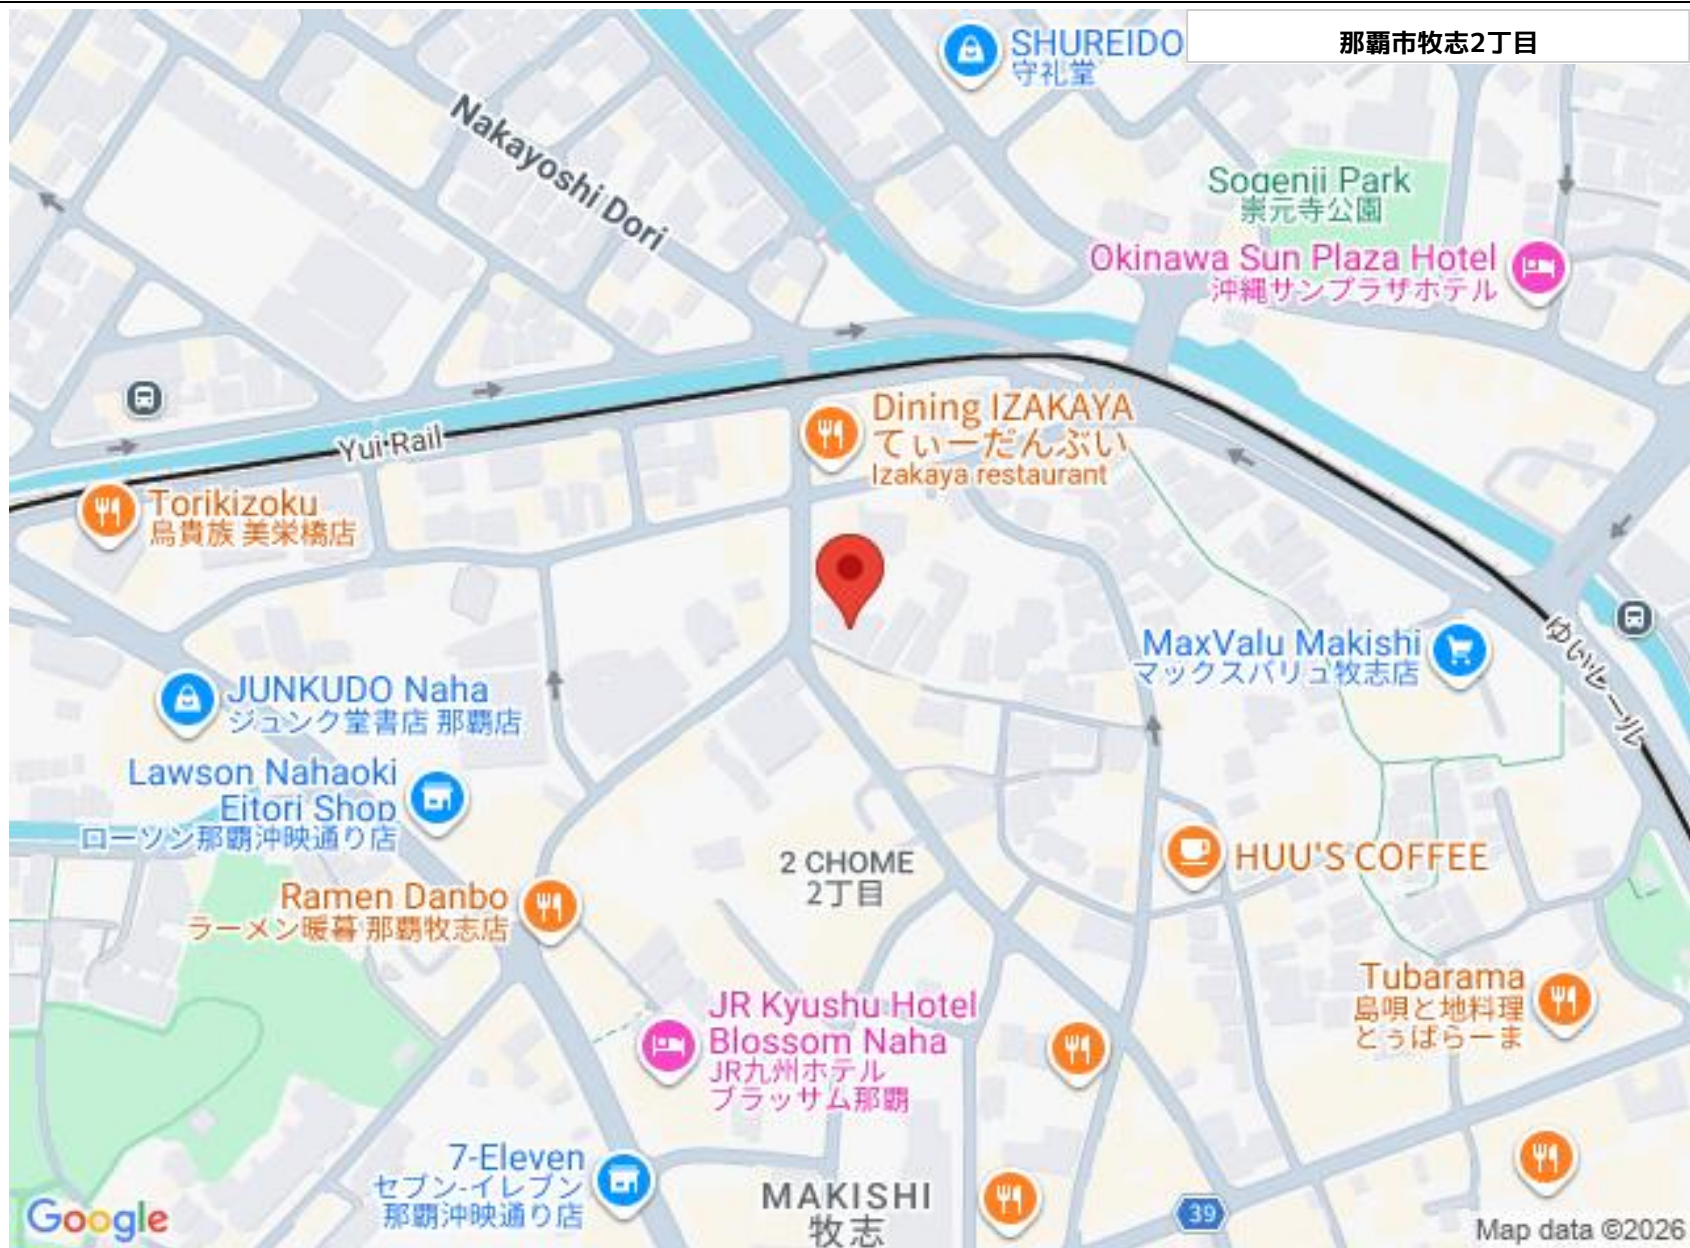 SHUREIDO
守礼堂
那覇市牧志2丁目
Nakayoshi Dori
Sogenji Park
崇元寺公園
Okinawa Sun Plaza Hotel
沖縄サンプラザホテル
Dining IZAKAYA
てぃーだんぶい
Izakaya restaurant
Yui Rail
Torikizoku
鳥貴族 美栄橋店
MaxValu Makishi
マックスバリュ牧志店
ゆいレール
JUNKUDO Naha
ジュンク堂書店 那覇店
Lawson Nahaoki
Eitori Shop
ローソン那覇沖映通り店
2 CHOME
2丁目
HUU'S COFFEE
Ramen Danbo
ラーメン暖暮 那覇牧志店
Tubarama
島唄と地料理
とぅばらーま
JR Kyushu Hotel
Blossom Naha
JR九州ホテル
ブラッサム那覇
7-Eleven
セブン-イレブン
那覇沖映通り店
MAKISHI
牧志
39
Google
Map data ©2026